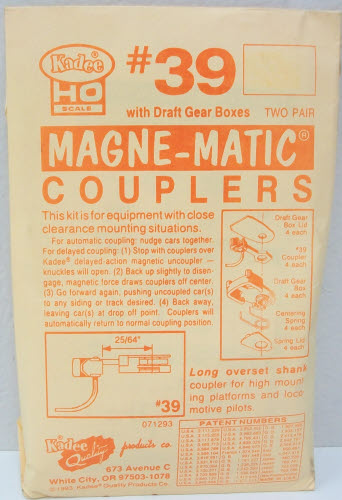 Kadee®
HO
SCALE
#39
with Draft Gear Boxes TWO PAIR
MAGNE-MATIC®
COUPLERS
This kit is for equipment with close
clearance mounting situations.
For automatic coupling: nudge cars together.
For delayed coupling: (1) Stop with couplers over
Kadee® delayed-action magnetic uncoupler —
knuckles will open. (2) Back up slightly to disen-
gage, magnetic force draws couplers off center.
(3) Go forward again, pushing uncoupled car(s)
to any siding or track desired. (4) Back away,
leaving car(s) at drop off point. Couplers will
automatically return to normal coupling position.
Draft Gear
Box Lid
4 each
#39
Coupler
4 each
Draft Gear
Box
4 each
Centering
Spring
4 each
Spring Lid
4 each
25/64"
#39
071293
Long overset shank
coupler for high mount-
ing platforms and loco-
motive pilots.
Kadee®
Quality
products co.
673 Avenue C
White City, OR 97503-1078
©1993, Kadee® Quality Products Co.
PATENT NUMBERS